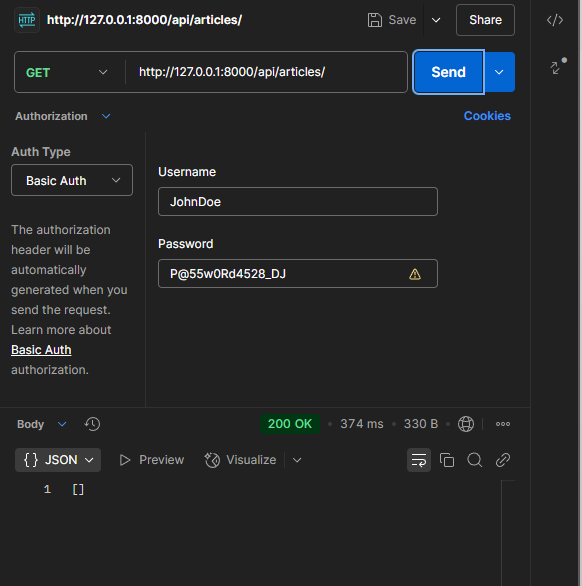 HTTP http://127.0.0.1:8000/api/articles/ Save Share
GET http://127.0.0.1:8000/api/articles/ Send
Authorization Cookies
Auth Type
Basic Auth
The authorization
header will be
automatically
generated when you
send the request.
Learn more about
Basic Auth
authorization.
Username
JohnDoe
Password
P@55w0Rd4528_DJ
Body 200 OK • 374 ms • 330 B
{} JSON Preview Visualize
1 []